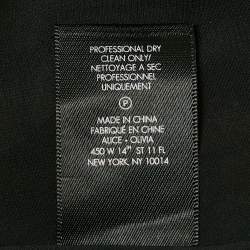 PROFESSIONAL DRY
CLEAN ONLY/
NETTOYAGE A SEC/
PROFESSIONNEL
UNIQUEMENT
P
MADE IN CHINA
FABRIQUÉ EN CHINE
ALICE + OLIVIA
450 W 14TH ST 11 FL
NEW YORK, NY 10014